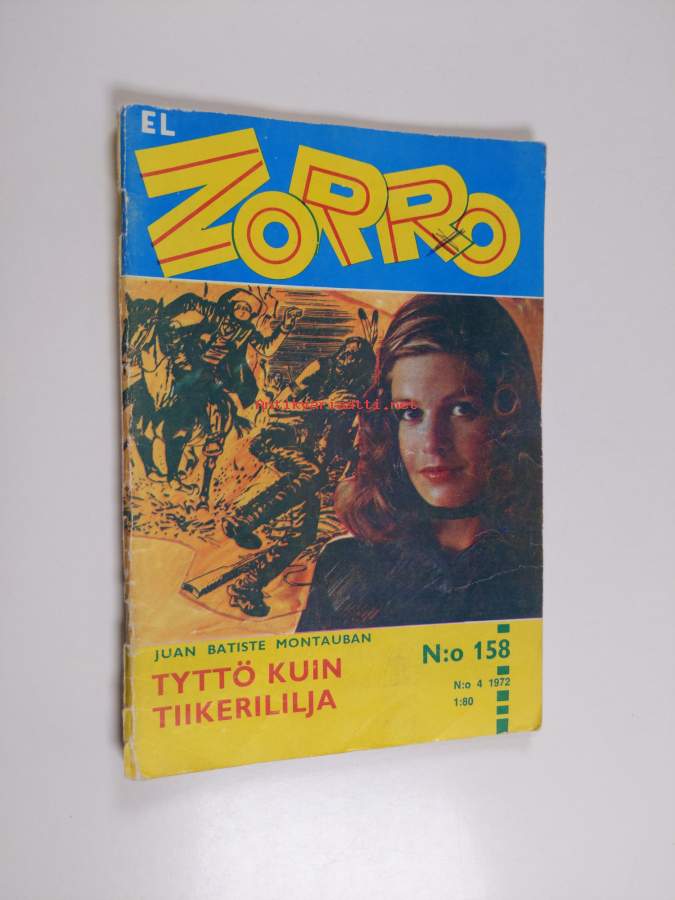 EL
ZORRO
antikvariaatti.net
JUAN BATISTE MONTAUBAN
TYTTÖ KUIN
TIIKERILILJA
N:o 158
N:o 4 1972
1:80